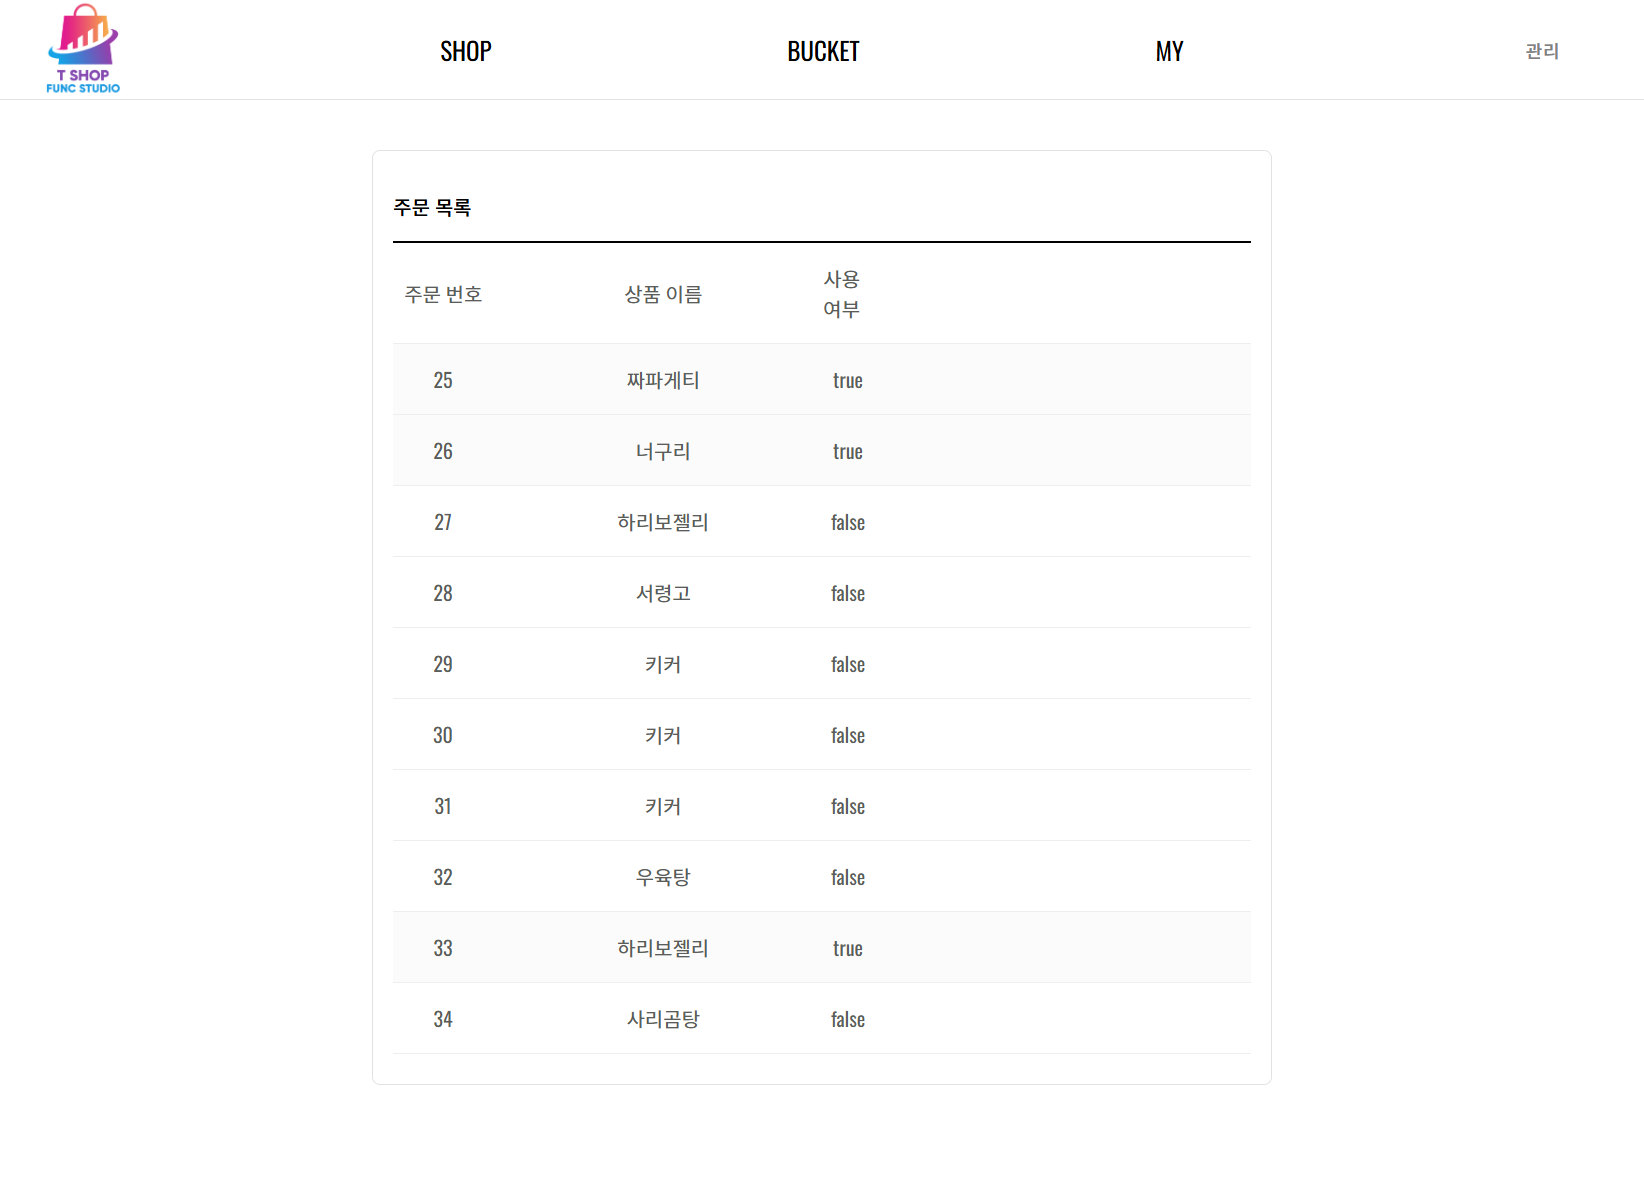 T SHOP
FUNC STUDIO
SHOP
BUCKET
MY
관리
주문 목록
주문 번호
상품 이름
사용
여부
25 짜파게티 true
26 너구리 true
27 하리보젤리 false
28 서령고 false
29 키커 false
30 키커 false
31 키커 false
32 우육탕 false
33 하리보젤리 true
34 사리곰탕 false